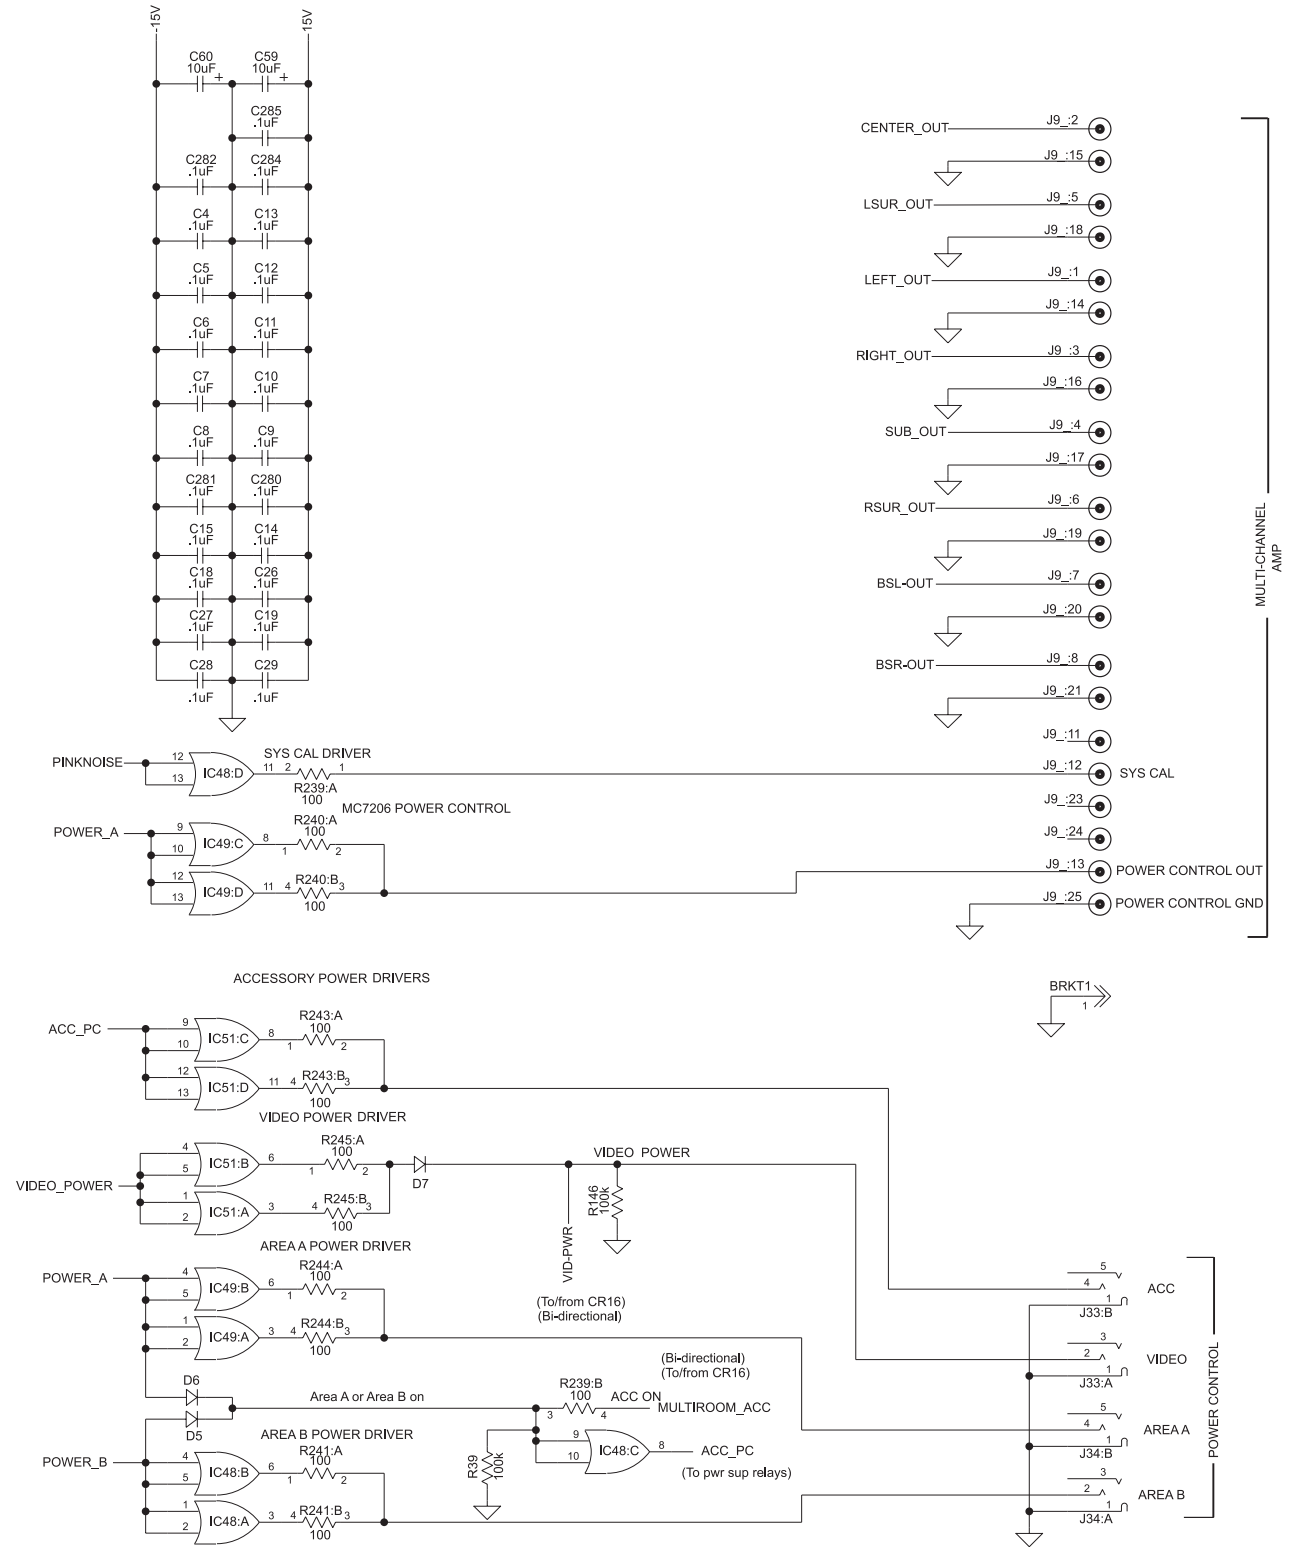 -15V
15V
C60
10uF
+
C59
10uF
+
C285
.1uF
C282
.1uF
C284
.1uF
C4
.1uF
C13
.1uF
C5
.1uF
C12
.1uF
C6
.1uF
C11
.1uF
C7
.1uF
C10
.1uF
C8
.1uF
C9
.1uF
C281
.1uF
C280
.1uF
C15
.1uF
C14
.1uF
C18
.1uF
C26
.1uF
C27
.1uF
C19
.1uF
C28
.1uF
C29
.1uF
CENTER_OUT
J9_:2
J9_:15
LSUR_OUT
J9_:5
J9_:18
LEFT_OUT
J9_:1
J9_:14
RIGHT_OUT
J9_:3
J9_:16
SUB_OUT
J9_:4
J9_:17
RSUR_OUT
J9_:6
J9_:19
BSL-OUT
J9_:7
J9_:20
BSR-OUT
J9_:8
J9_:21
J9_:11
J9_:12
SYS CAL
J9_:23
J9_:24
J9_:13
POWER CONTROL OUT
J9_:25
POWER CONTROL GND
MULTI-CHANNEL
AMP
PINKNOISE
12
13
IC48:D
11
SYS CAL DRIVER
2
1
R239:A
100
MC7206 POWER CONTROL
POWER_A
9
10
IC49:C
8
R240:A
100
1
2
12
13
IC49:D
11
4
R240:B
3
100
BRKT1
1
ACCESSORY POWER DRIVERS
ACC_PC
9
10
IC51:C
8
R243:A
100
1
2
12
13
IC51:D
11
4
R243:B
3
100
VIDEO POWER DRIVER
VIDEO_POWER
4
5
IC51:B
6
R245:A
100
1
2
D7
VIDEO POWER
1
2
IC51:A
3
4
R245:B
3
100
R146
100k
VID-PWR
(To/from CR16)
(Bi-directional)
AREA A POWER DRIVER
POWER_A
4
5
IC49:B
6
R244:A
100
1
2
1
2
IC49:A
3
4
R244:B
3
100
(Bi-directional)
(To/from CR16)
D6
D5
Area A or Area B on
R239:B
100
3
4
ACC ON
MULTIROOM_ACC
9
10
IC48:C
8
ACC_PC
(To pwr sup relays)
R39
100k
AREA B POWER DRIVER
POWER_B
4
5
IC48:B
6
R241:A
100
1
2
1
2
IC48:A
3
4
R241:B
3
100
5
4
1
J33:B
ACC
3
2
1
J33:A
VIDEO
5
4
1
J34:B
AREA A
3
2
1
J34:A
AREA B
POWER CONTROL